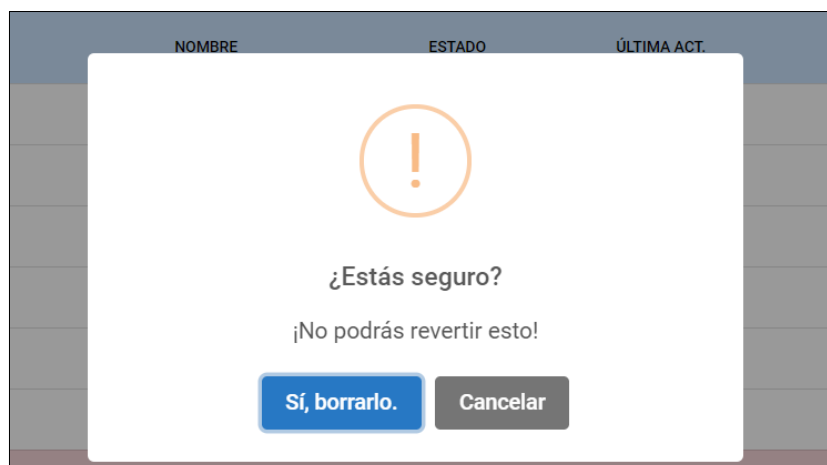 NOMBRE ESTADO ÚLTIMA ACT.
¿Estás seguro?
¡No podrás revertir esto!
Sí, borrarlo. Cancelar